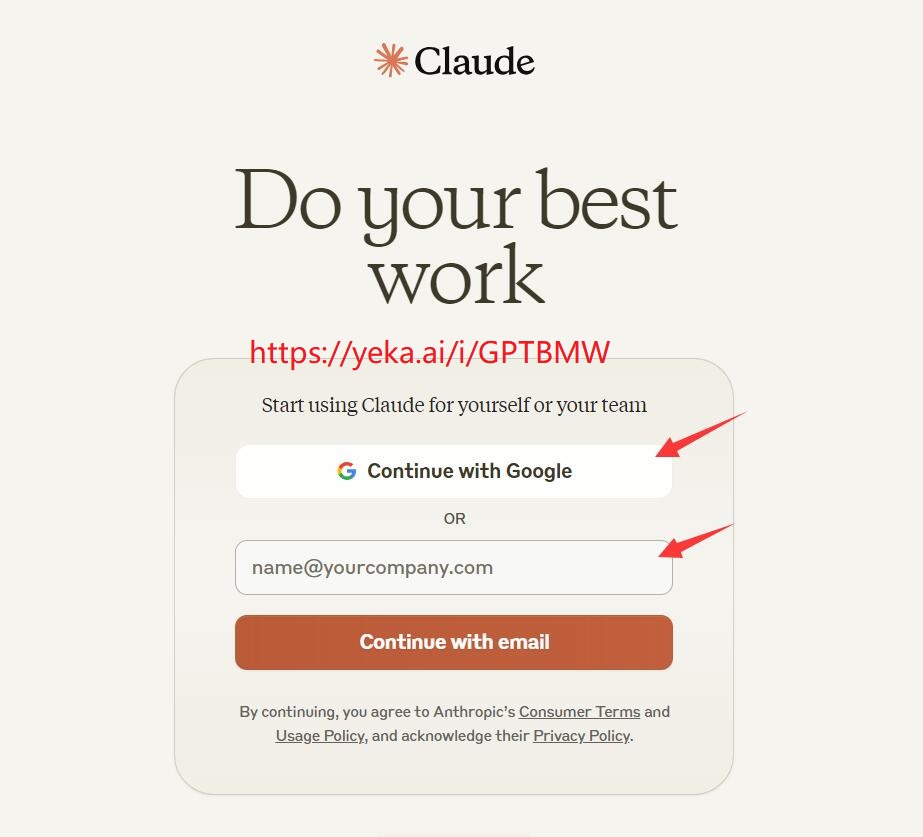 Claude
Do your best
work
https://yeka.ai/i/GPTBMW
Start using Claude for yourself or your team
Continue with Google
OR
name@yourcompany.com
Continue with email
By continuing, you agree to Anthropic's Consumer Terms and
Usage Policy, and acknowledge their Privacy Policy.